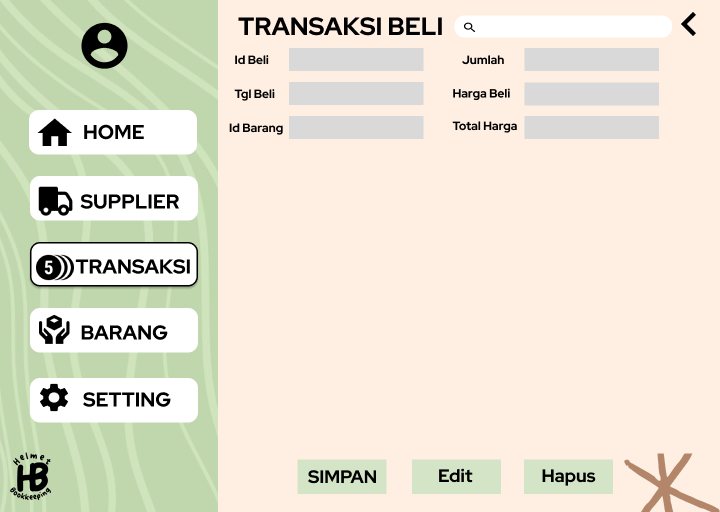 TRANSAKSI BELI
Id Beli
Jumlah
Tgl Beli
Harga Beli
Id Barang
Total Harga
HOME
SUPPLIER
5 TRANSAKSI
BARANG
SETTING
Helmet
HB
Bookkeeping
SIMPAN
Edit
Hapus